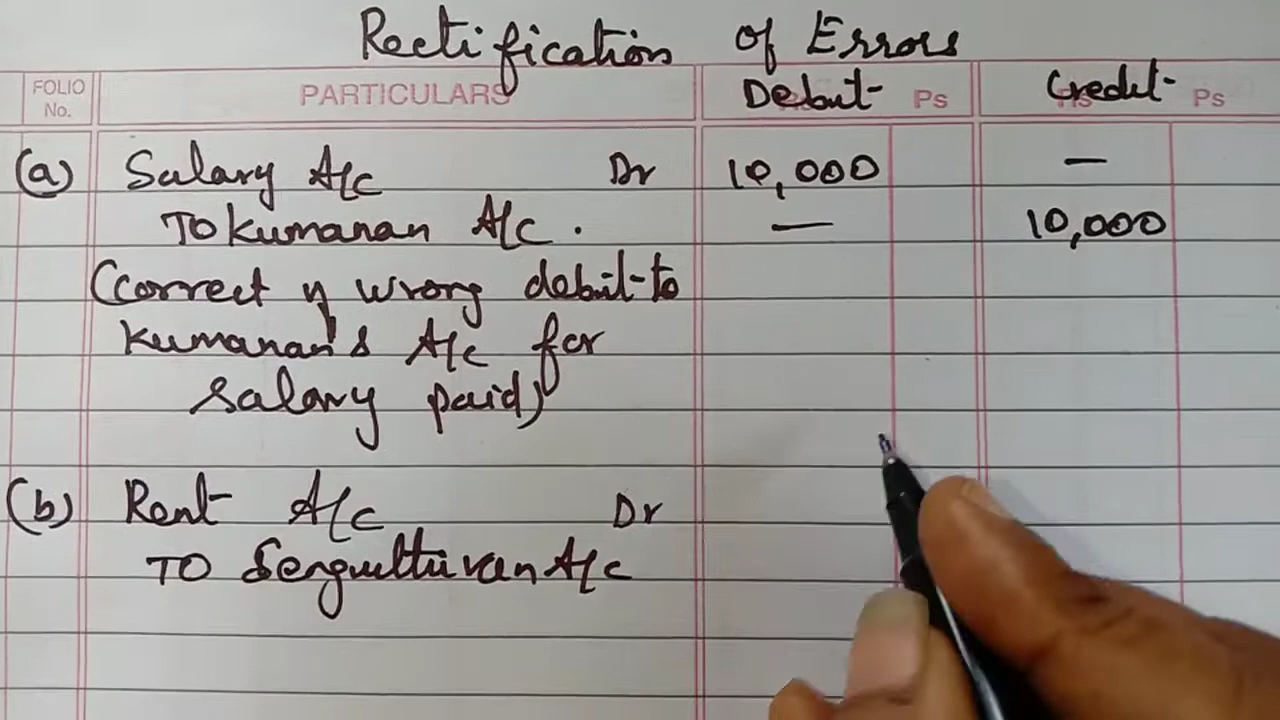 Rectification of Errors
FOLIO No. PARTICULARS Debit Ps Credit Ps
(a) Salary A/c Dr 10,000 —
To Kumanan A/c. — 10,000
(correct of wrong debit to
Kumanan's A/c for
salary paid)
(b) Rent A/c Dr
TO Senguttuvan A/c